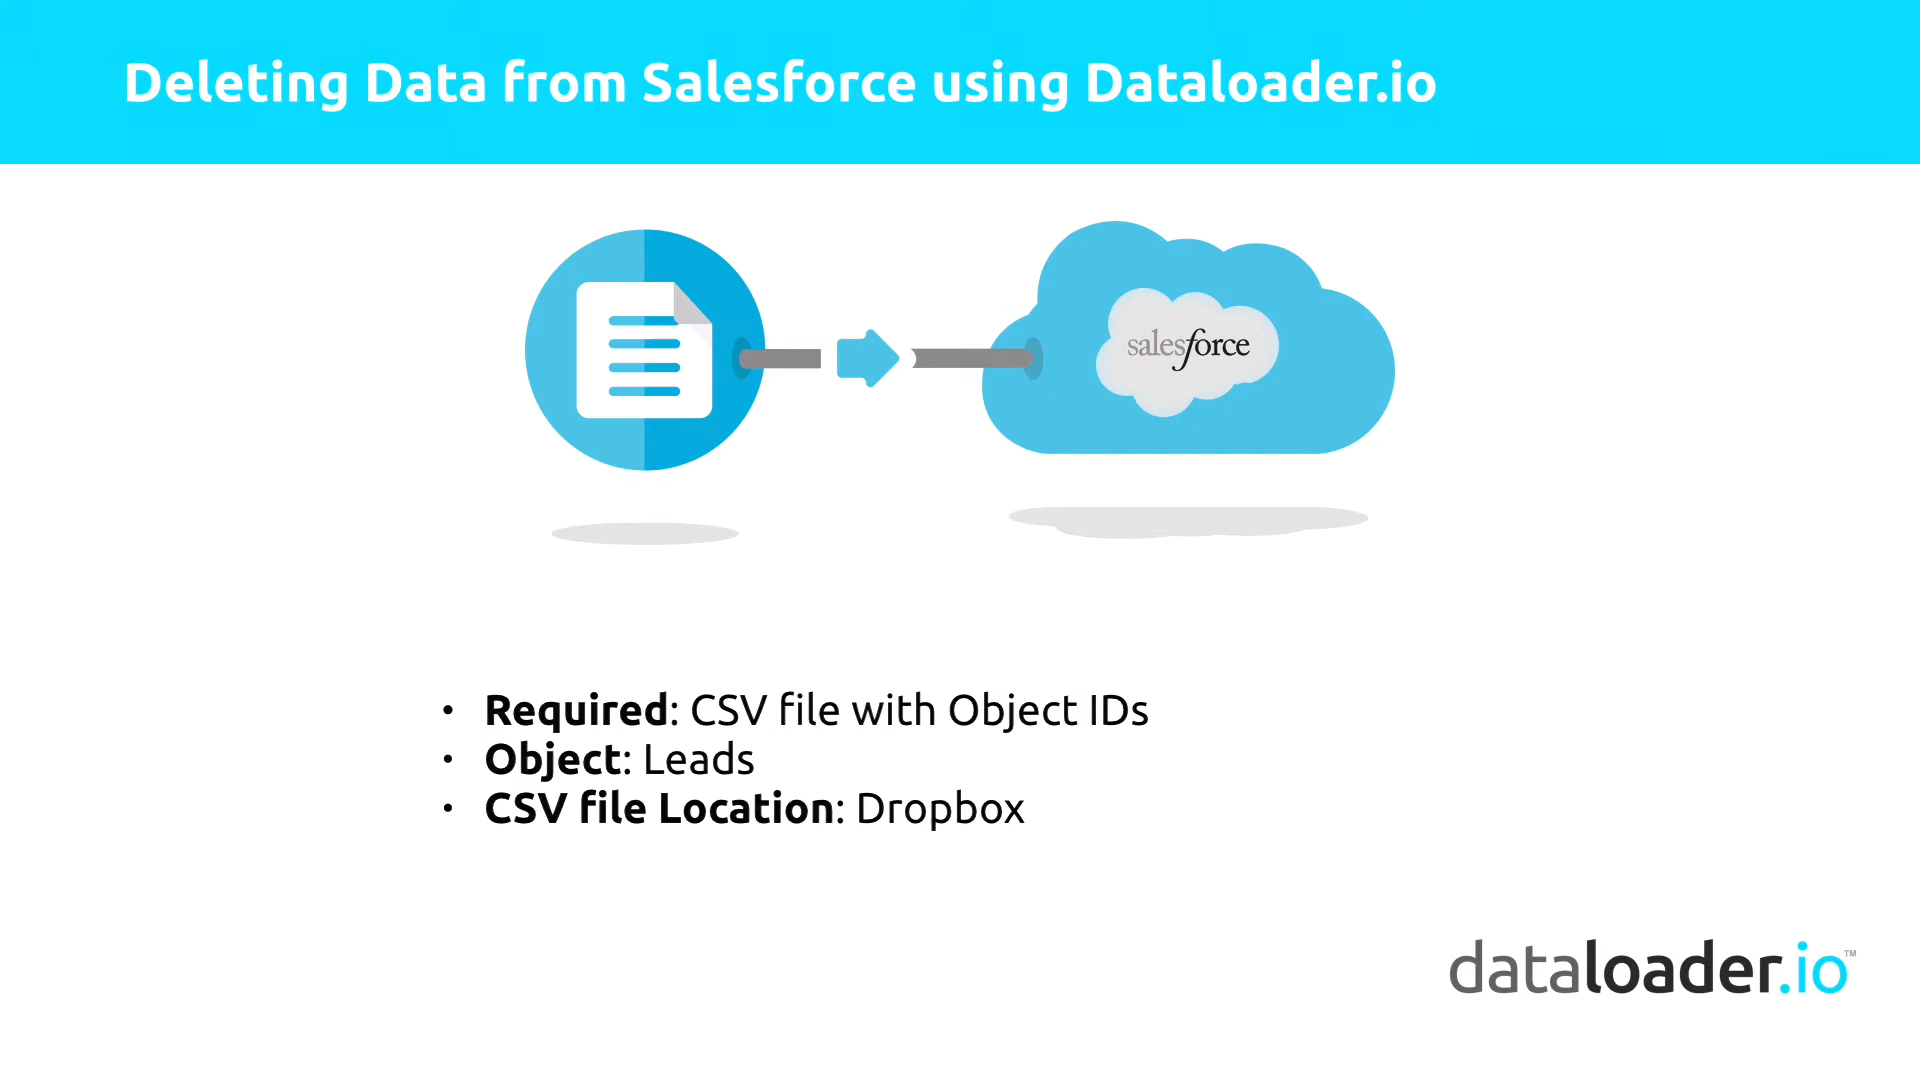 Deleting Data from Salesforce using Dataloader.io
salesforce
• Required: CSV file with Object IDs
• Object: Leads
• CSV file Location: Dropbox
dataloader.io™